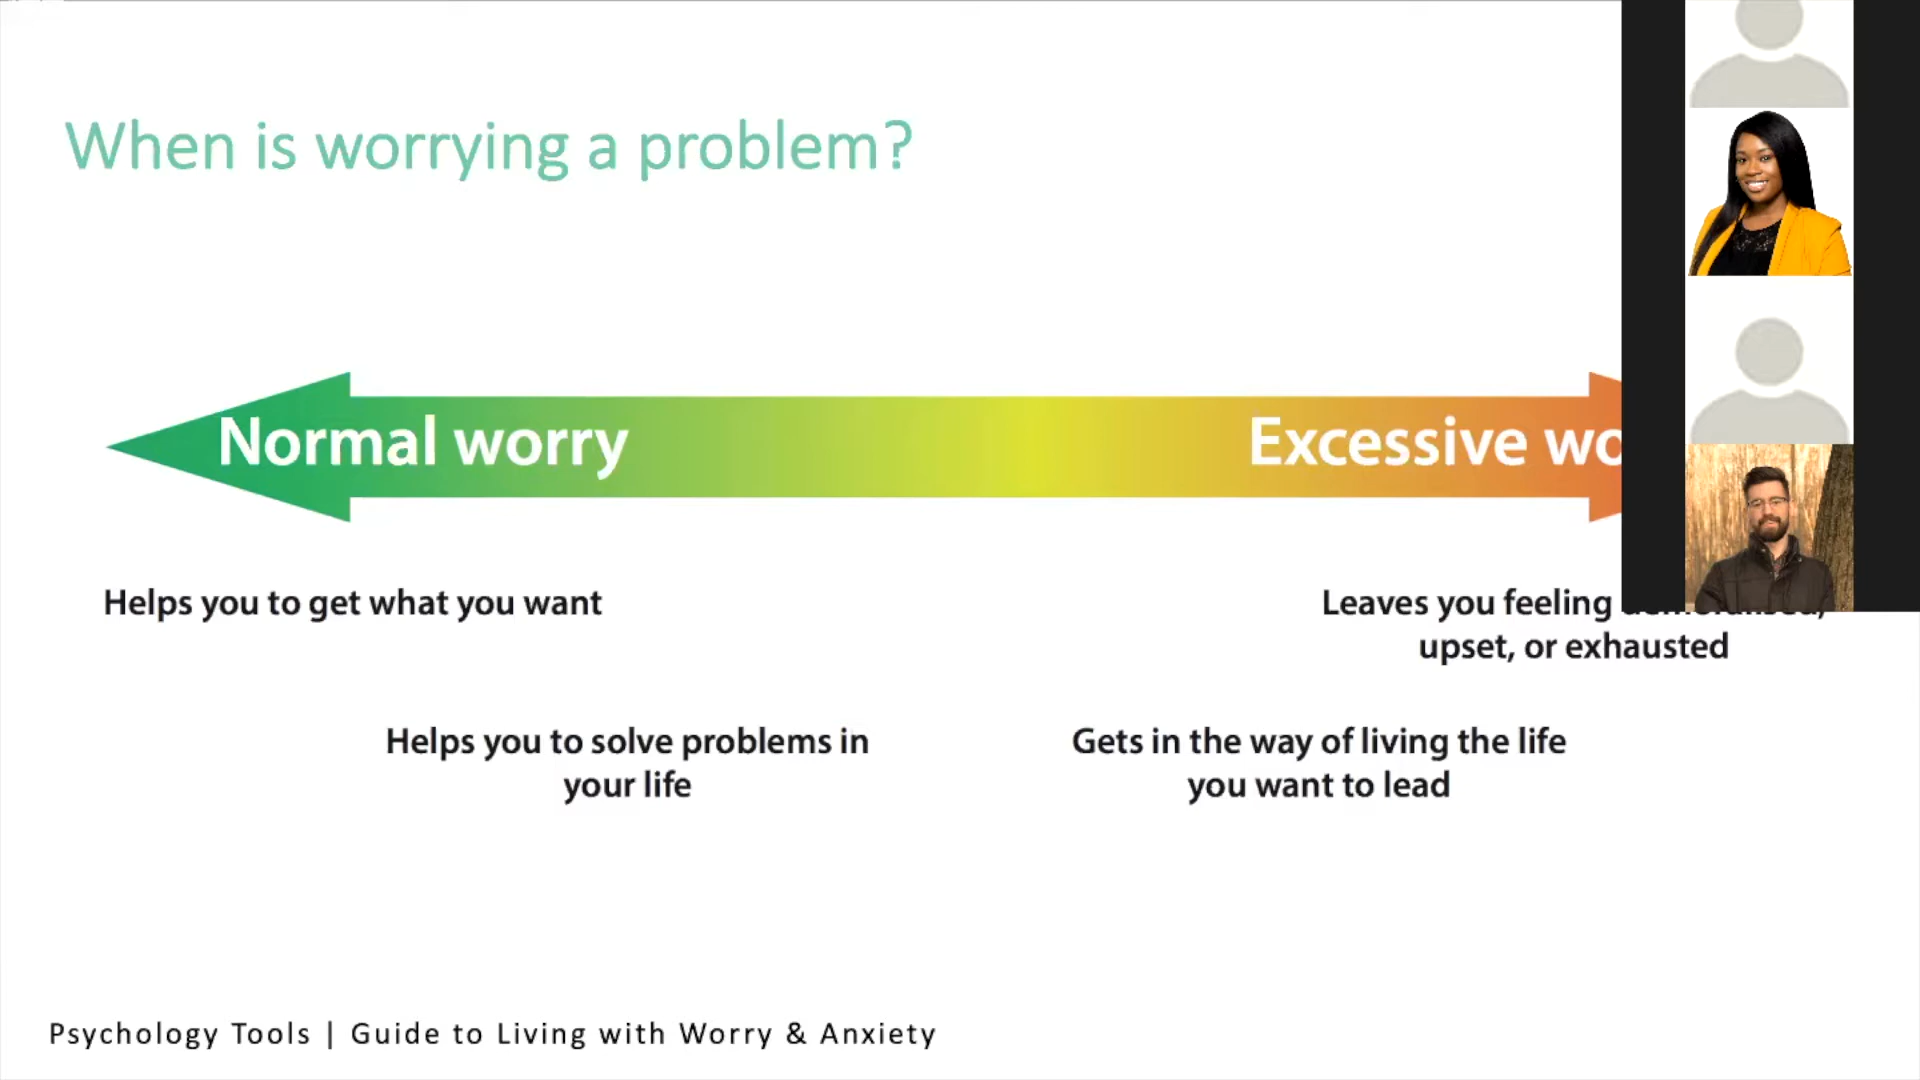 When is worrying a problem?
Normal worry
Excessive
Helps you to get what you want
Leaves you feeling
upset, or exhausted
Helps you to solve problems in
your life
Gets in the way of living the life
you want to lead
Psychology Tools | Guide to Living with Worry & Anxiety